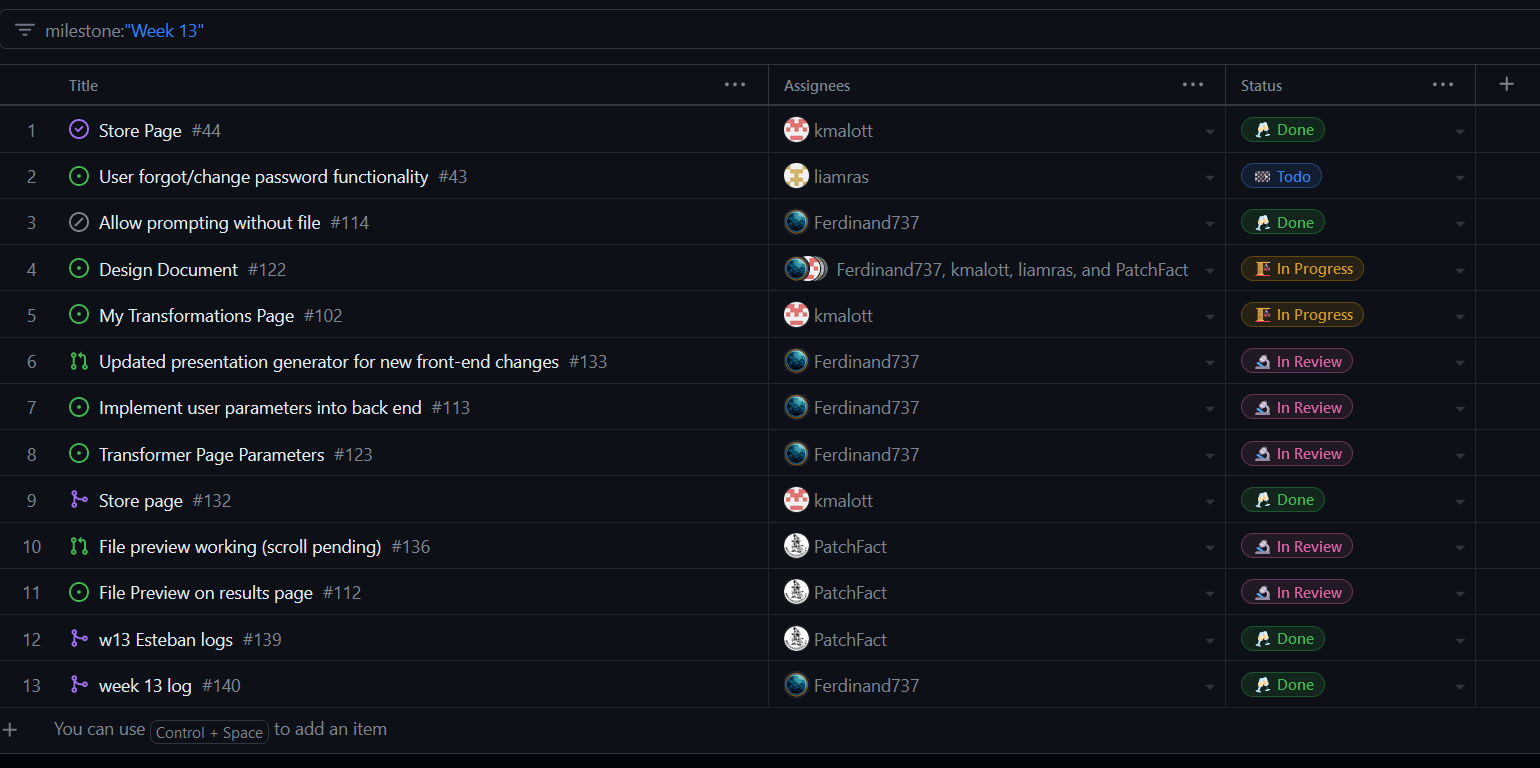 milestone:"Week 13"
Title Assignees Status
1 Store Page #44 kmalott Done
2 User forgot/change password functionality #43 liamras Todo
3 Allow prompting without file #114 Ferdinand737 Done
4 Design Document #122 Ferdinand737, kmalott, liamras, and PatchFact In Progress
5 My Transformations Page #102 kmalott In Progress
6 Updated presentation generator for new front-end changes #133 Ferdinand737 In Review
7 Implement user parameters into back end #113 Ferdinand737 In Review
8 Transformer Page Parameters #123 Ferdinand737 In Review
9 Store page #132 kmalott Done
10 File preview working (scroll pending) #136 PatchFact In Review
11 File Preview on results page #112 PatchFact In Review
12 w13 Esteban logs #139 PatchFact Done
13 week 13 log #140 Ferdinand737 Done
You can use Control + Space to add an item